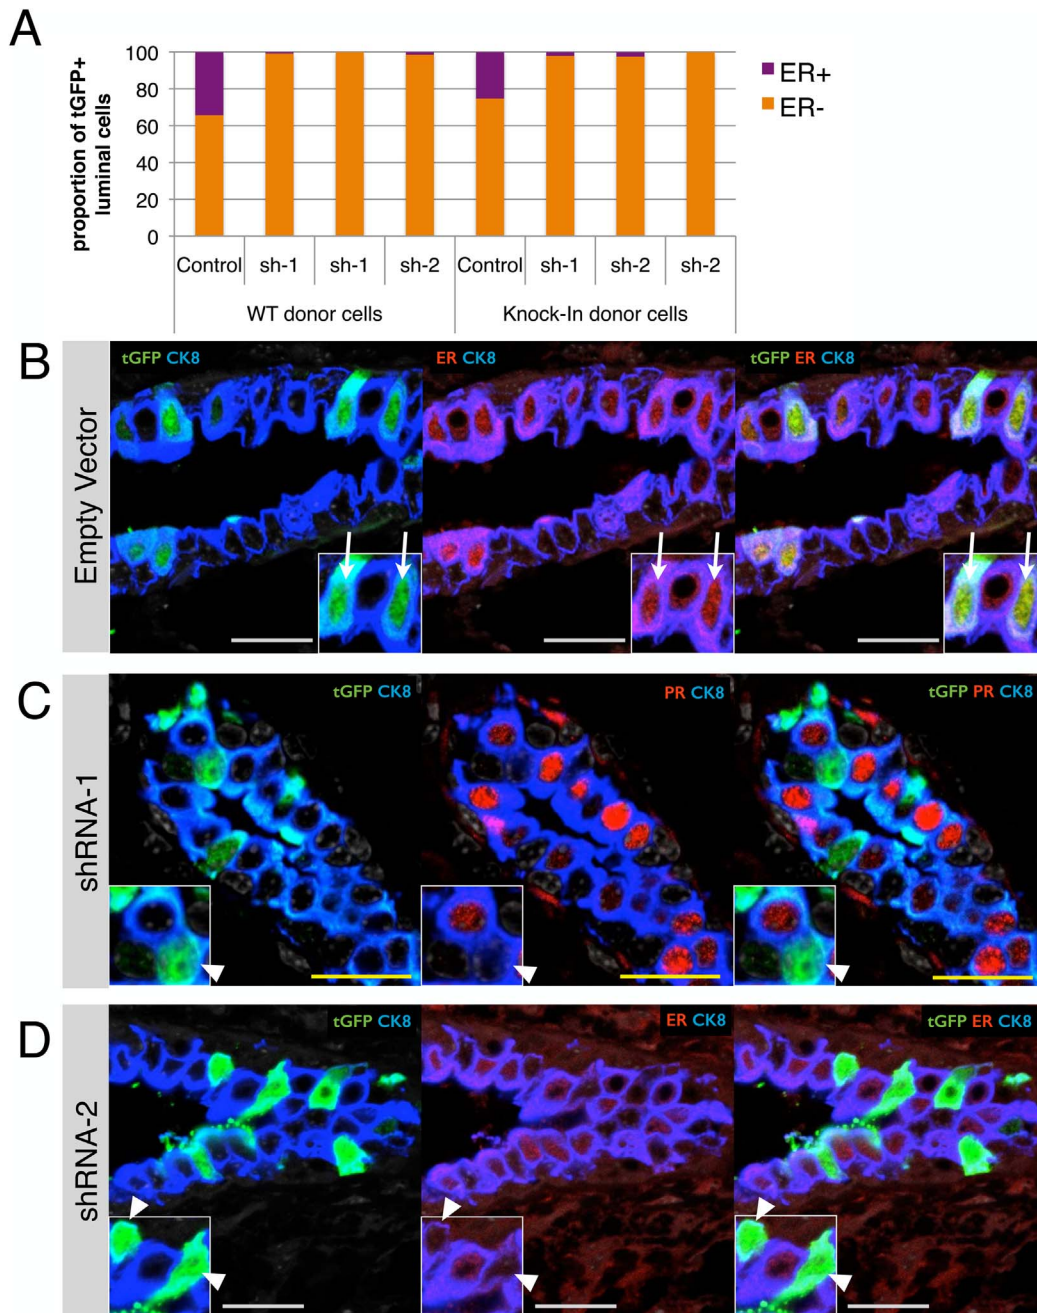 A
proportion of tGFP+
luminal cells
100
80
60
40
20
0
ER+
ER-
Control sh-1 sh-1 sh-2 Control sh-1 sh-2 sh-2
WT donor cells Knock-In donor cells
B
Empty Vector
tGFP CK8
ER CK8
tGFP ER CK8
C
shRNA-1
tGFP CK8
PR CK8
tGFP PR CK8
D
shRNA-2
tGFP CK8
ER CK8
tGFP ER CK8